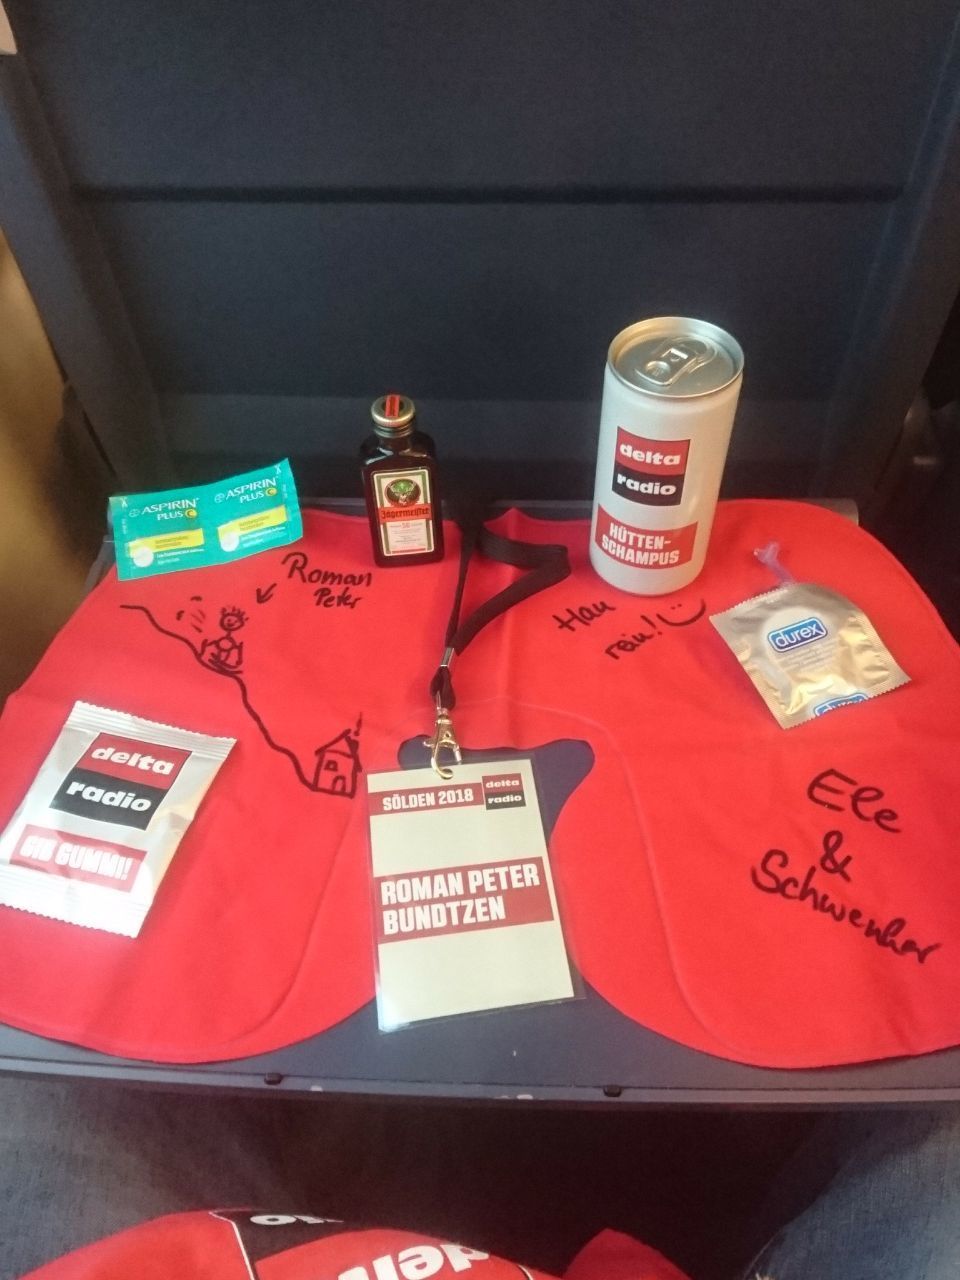 ASPIRIN
PLUS C
ASPIRIN
PLUS C
Jägermeister
delta
radio
HÜTTEN-
SCHAMPUS
Roman
Peter
Hau
rein!
durex
delta
radio
GIB GUMMI!
SÖLDEN 2018
delta
radio
ROMAN PETER
BUNDTZEN
Ele
&
Schwenker